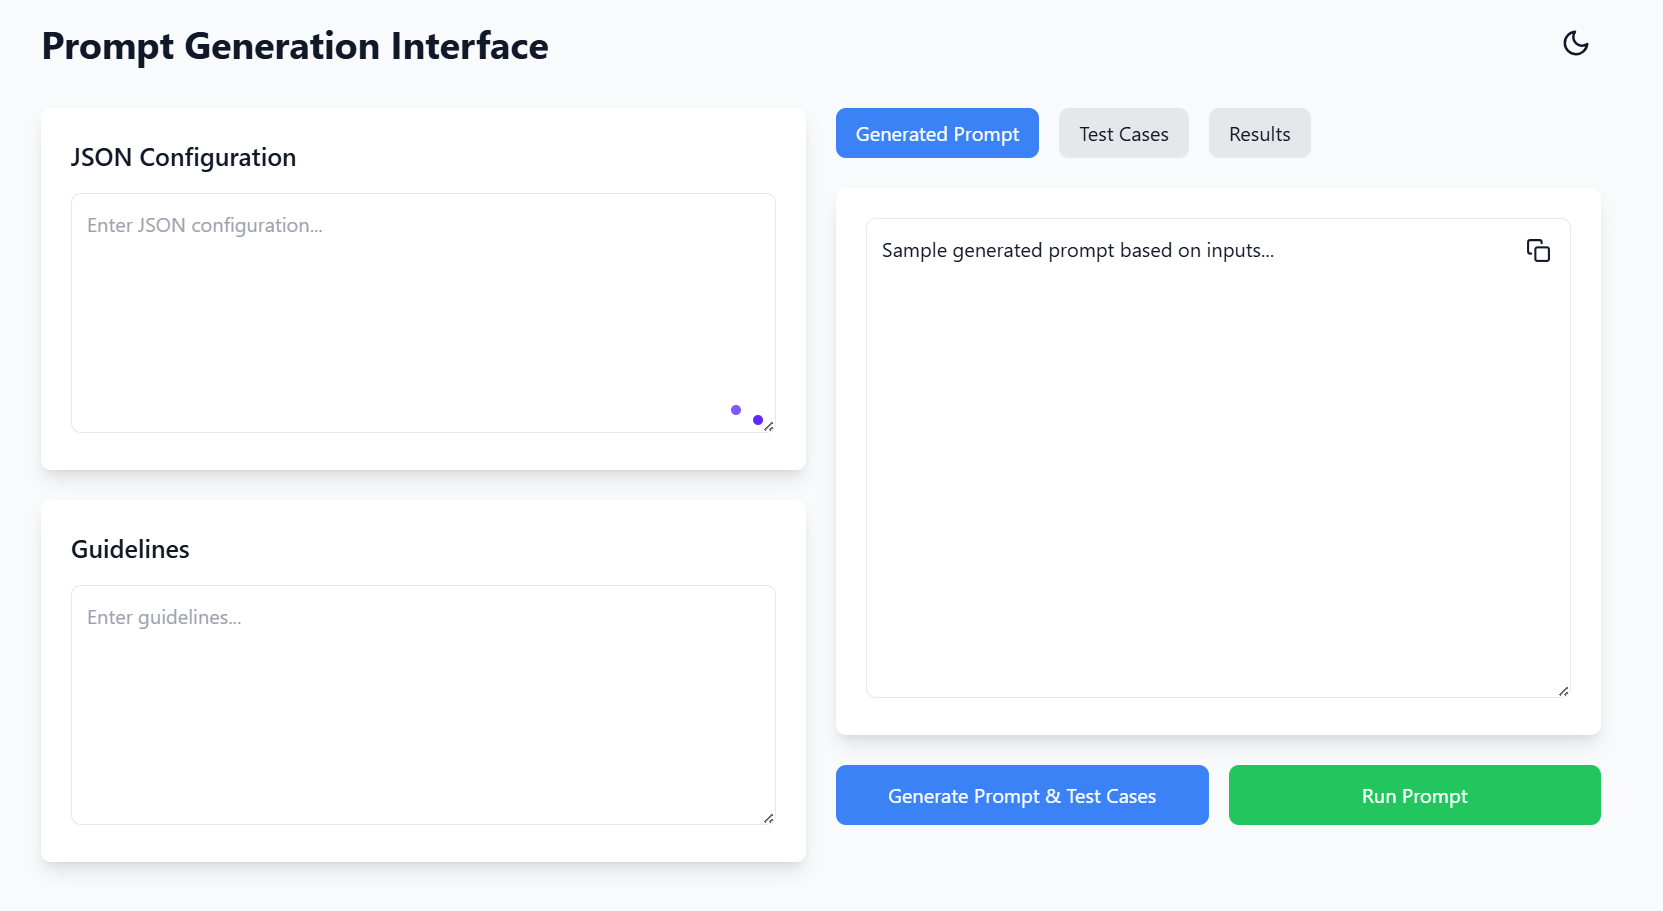 Prompt Generation Interface
JSON Configuration
Enter JSON configuration...
Guidelines
Enter guidelines...
Generated Prompt
Test Cases
Results
Sample generated prompt based on inputs...
Generate Prompt & Test Cases
Run Prompt